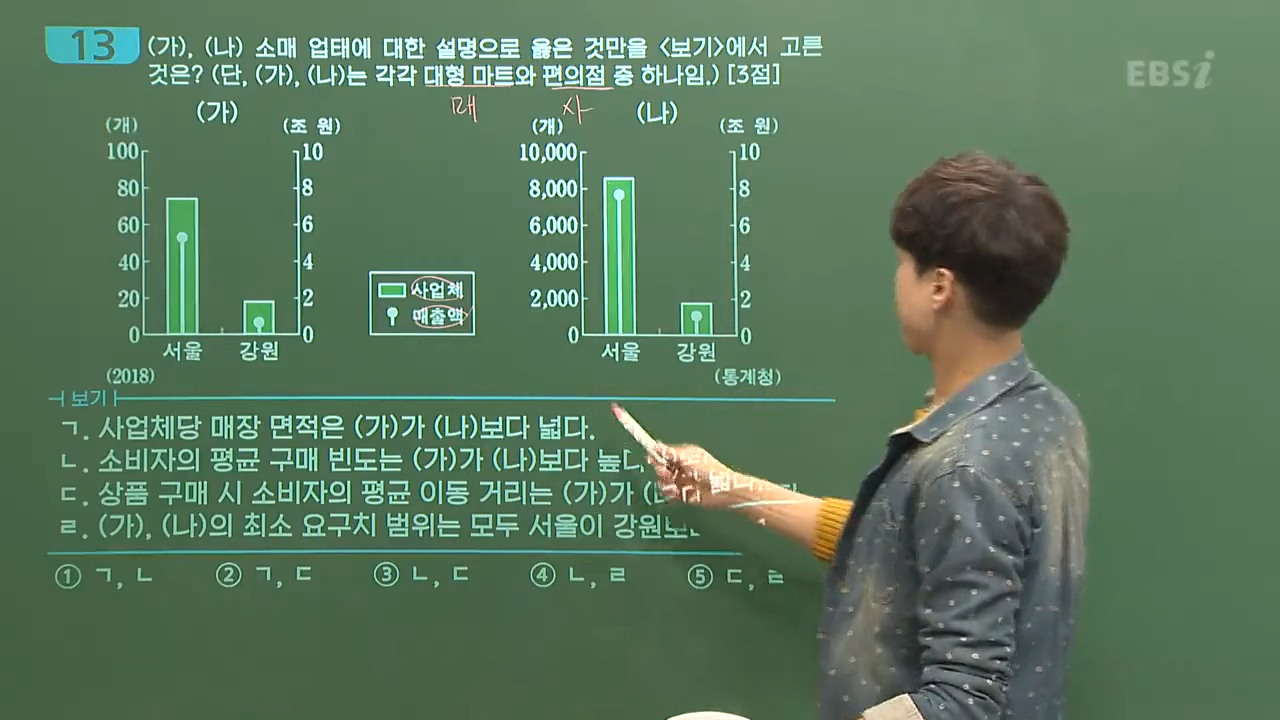 13 (가), (나) 소매 업태에 대한 설명으로 옳은 것만을 <보기>에서 고른
것은? (단, (가), (나)는 각각 대형 마트와 편의점 중 하나임.) [3점]
EBSi
매 사
(가) (나)
(개) (조 원) (개) (조 원)
100 10 10,000 10
80 8 8,000 8
60 6 6,000 6
40 4 4,000 4
20 2 2,000 2
0 0 0 0
사업체
매출액
서울 강원 서울 강원
(2018) (통계청)
보기
ㄱ. 사업체당 매장 면적은 (가)가 (나)보다 넓다.
ㄴ. 소비자의 평균 구매 빈도는 (가)가 (나)보다 높다.
ㄷ. 상품 구매 시 소비자의 평균 이동 거리는 (가)가
ㄹ. (가), (나)의 최소 요구치 범위는 모두 서울이
① ㄱ, ㄴ ② ㄱ, ㄷ ③ ㄴ, ㄷ ④ ㄴ, ㄹ ⑤ ㄷ, ㄹ